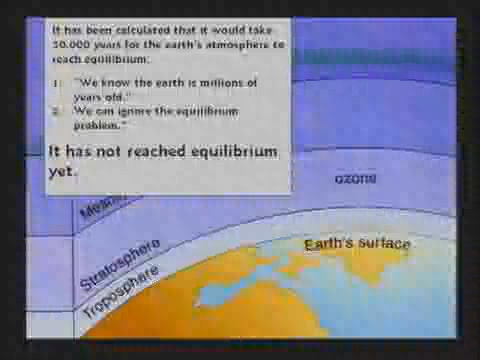 It has been calculated that it would take
30,000 years for the earth's atmosphere to
reach equilibrium.
1. "We know the earth is millions of
years old."
2. We can ignore the equilibrium
problem."
It has not reached equilibrium
yet.
ozone
Earth's surface
Stratosphere
Troposphere